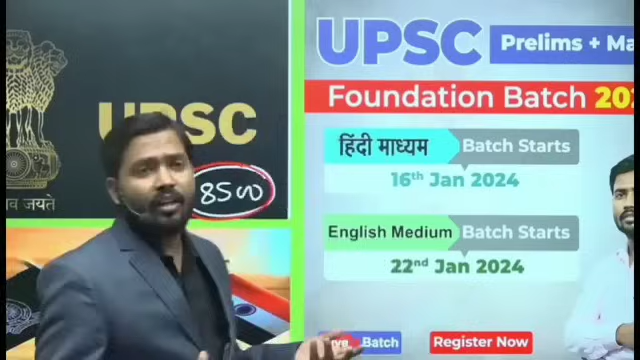 UPSC
8500
UPSC
Prelims + Ma
Foundation Batch 202
हिंदी माध्यम
Batch Starts
16th Jan 2024
English Medium
Batch Starts
22nd Jan 2024
Batch
Register Now